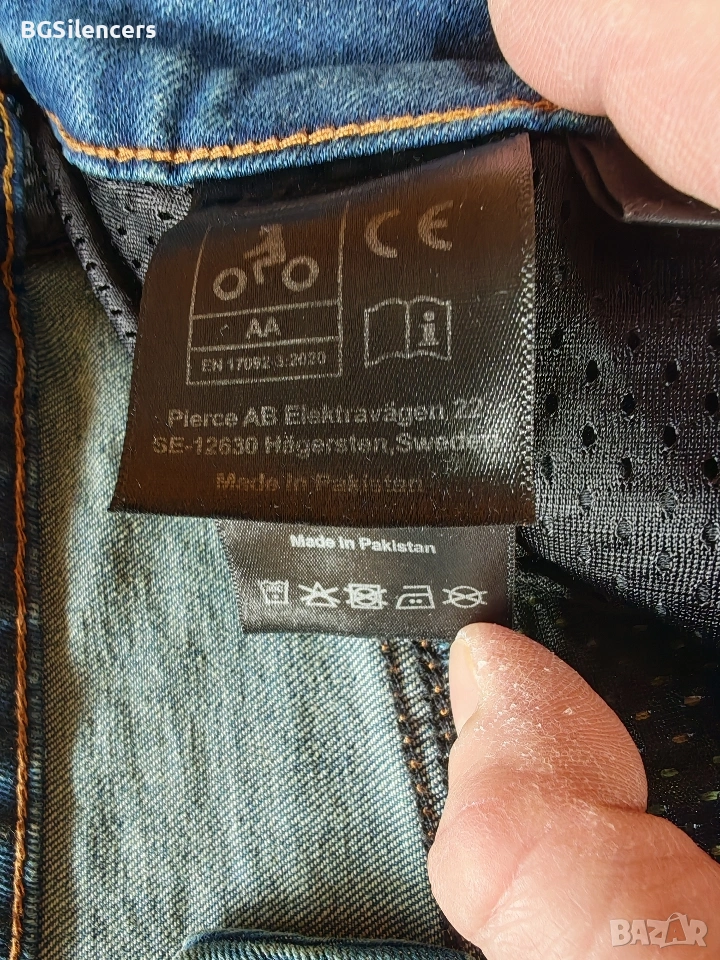 BGSilencers
CE
AA
EN 17092-3:2020
Pierce AB Elektravägen 22
SE-12630 Hägersten, Sweden
Made in Pakistan
Made in Pakistan
BAZAR